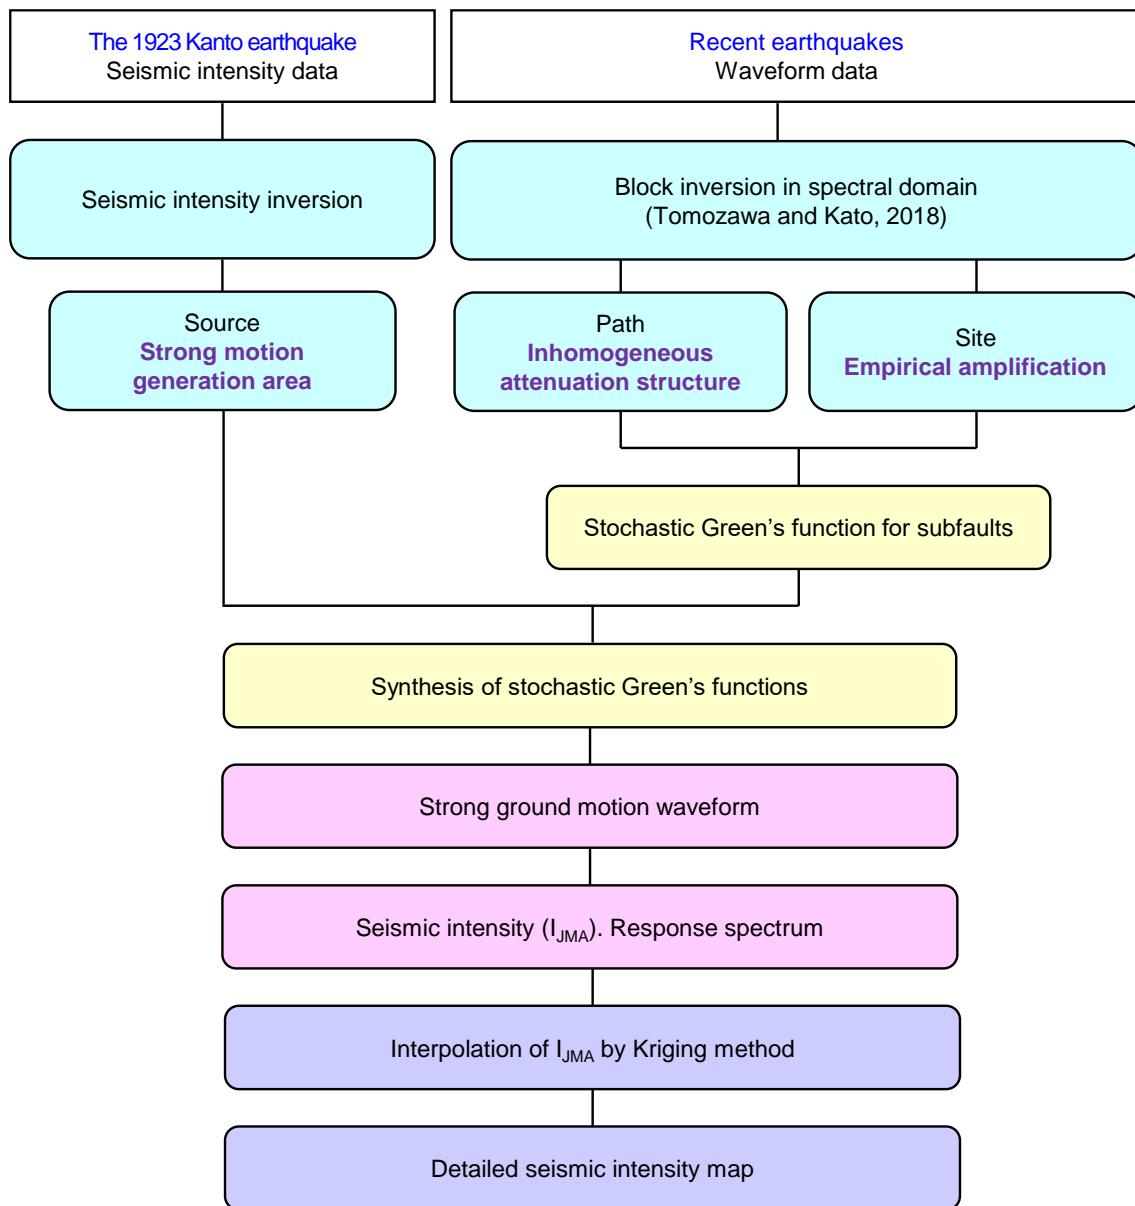 The 1923 Kanto earthquake
Seismic intensity data
Recent earthquakes
Waveform data
Seismic intensity inversion
Block inversion in spectral domain
(Tomozawa and Kato, 2018)
Source
Strong motion
generation area
Path
Inhomogeneous
attenuation structure
Site
Empirical amplification
Stochastic Green’s function for subfaults
Synthesis of stochastic Green’s functions
Strong ground motion waveform
Seismic intensity (IJMA). Response spectrum
Interpolation of IJMA by Kriging method
Detailed seismic intensity map